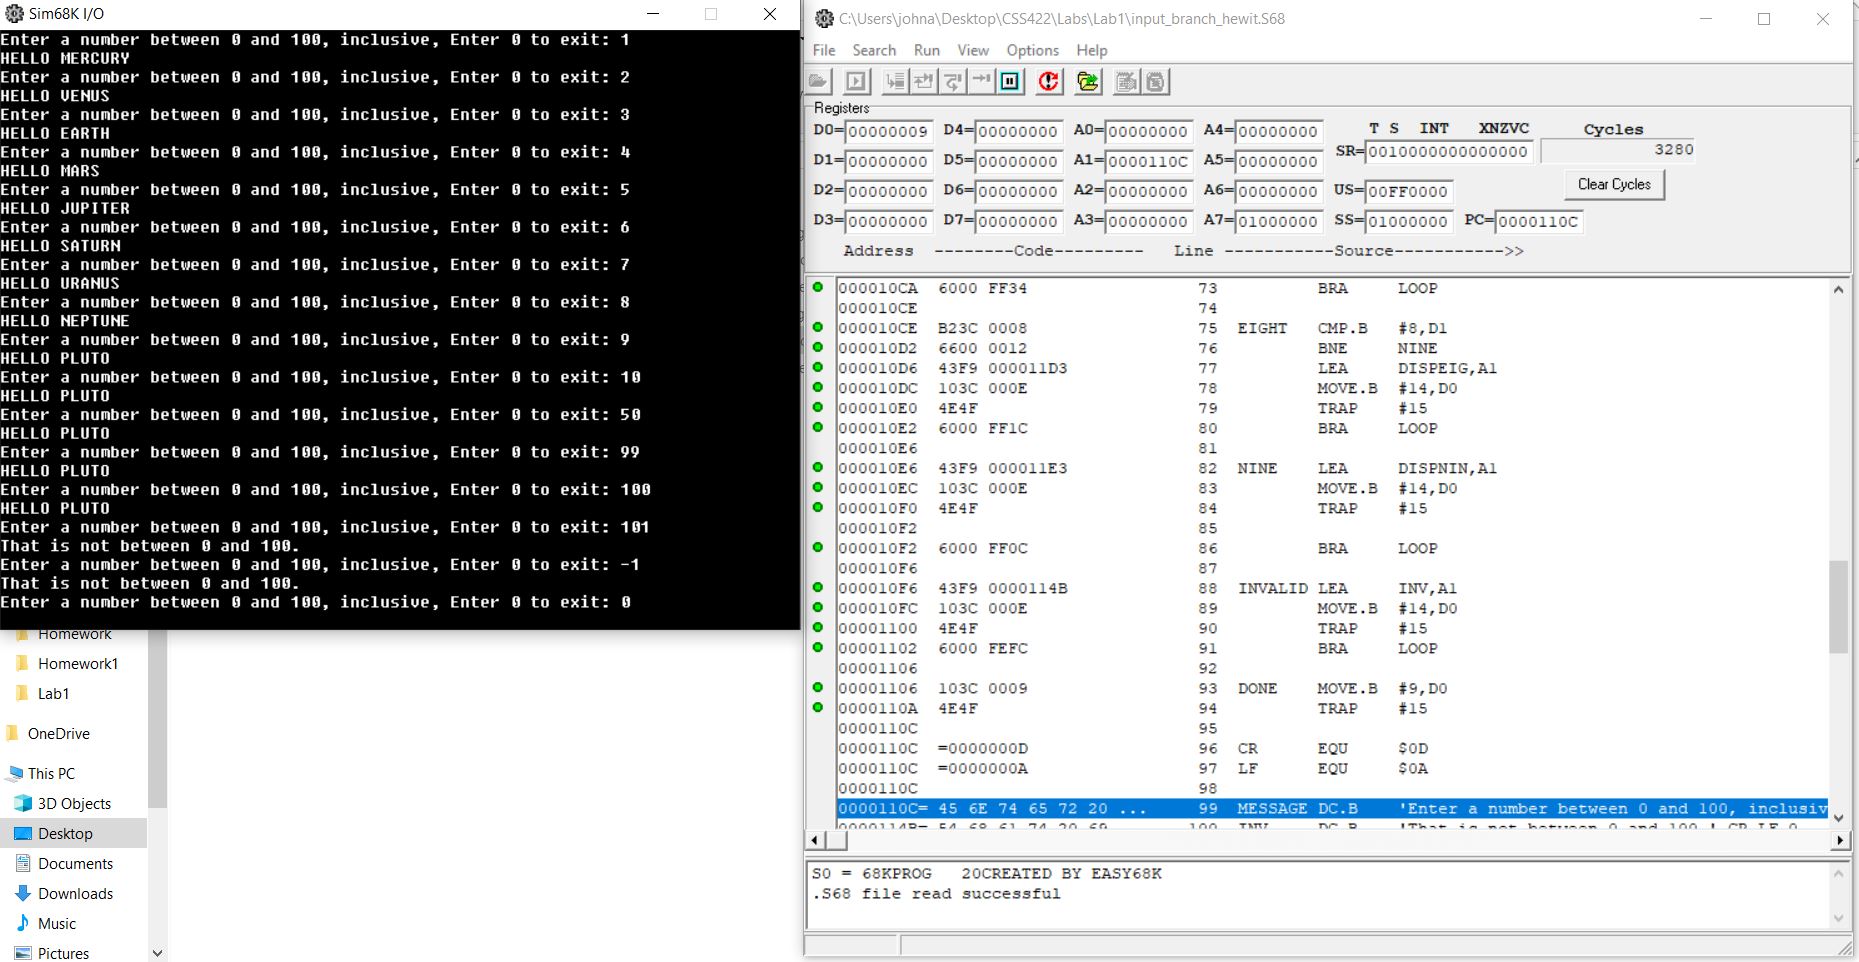 Sim68K I/O
Enter a number between 0 and 100, inclusive, Enter 0 to exit: 1
HELLO MERCURY
Enter a number between 0 and 100, inclusive, Enter 0 to exit: 2
HELLO VENUS
Enter a number between 0 and 100, inclusive, Enter 0 to exit: 3
HELLO EARTH
Enter a number between 0 and 100, inclusive, Enter 0 to exit: 4
HELLO MARS
Enter a number between 0 and 100, inclusive, Enter 0 to exit: 5
HELLO JUPITER
Enter a number between 0 and 100, inclusive, Enter 0 to exit: 6
HELLO SATURN
Enter a number between 0 and 100, inclusive, Enter 0 to exit: 7
HELLO URANUS
Enter a number between 0 and 100, inclusive, Enter 0 to exit: 8
HELLO NEPTUNE
Enter a number between 0 and 100, inclusive, Enter 0 to exit: 9
HELLO PLUTO
Enter a number between 0 and 100, inclusive, Enter 0 to exit: 10
HELLO PLUTO
Enter a number between 0 and 100, inclusive, Enter 0 to exit: 50
HELLO PLUTO
Enter a number between 0 and 100, inclusive, Enter 0 to exit: 99
HELLO PLUTO
Enter a number between 0 and 100, inclusive, Enter 0 to exit: 100
HELLO PLUTO
Enter a number between 0 and 100, inclusive, Enter 0 to exit: 101
That is not between 0 and 100.
Enter a number between 0 and 100, inclusive, Enter 0 to exit: -1
That is not between 0 and 100.
Enter a number between 0 and 100, inclusive, Enter 0 to exit: 0
Homework
Homework1
Lab1
OneDrive
This PC
3D Objects
Desktop
Documents
Downloads
Music
Pictures
C:\Users\johna\Desktop\CSS422\Labs\Lab1\input_branch_hewit.S68
File Search Run View Options Help
Registers
T S INT XNZVC Cycles
D0=00000009 D4=00000000 A0=00000000 A4=00000000
SR=0010000000000000 3280
D1=00000000 D5=00000000 A1=0000110C A5=00000000
Clear Cycles
D2=00000000 D6=00000000 A2=00000000 A6=00000000 US=00FF0000
D3=00000000 D7=00000000 A3=00000000 A7=01000000 SS=01000000 PC=0000110C
Address --------Code--------- Line -----------Source----------->>
000010CA 6000 FF34 73 BRA LOOP
000010CE 74
000010CE B23C 0008 75 EIGHT CMP.B #8,D1
000010D2 6600 0012 76 BNE NINE
000010D6 43F9 000011D3 77 LEA DISPEIG,A1
000010DC 103C 000E 78 MOVE.B #14,D0
000010E0 4E4F 79 TRAP #15
000010E2 6000 FF1C 80 BRA LOOP
000010E6 81
000010E6 43F9 000011E3 82 NINE LEA DISPNIN,A1
000010EC 103C 000E 83 MOVE.B #14,D0
000010F0 4E4F 84 TRAP #15
000010F2 85
000010F2 6000 FF0C 86 BRA LOOP
000010F6 87
000010F6 43F9 0000114B 88 INVALID LEA INV,A1
000010FC 103C 000E 89 MOVE.B #14,D0
00001100 4E4F 90 TRAP #15
00001102 6000 FEFC 91 BRA LOOP
00001106 92
00001106 103C 0009 93 DONE MOVE.B #9,D0
0000110A 4E4F 94 TRAP #15
0000110C 95
0000110C =0000000D 96 CR EQU $0D
0000110C =0000000A 97 LF EQU $0A
0000110C 98
0000110C= 45 6E 74 65 72 20 ... 99 MESSAGE DC.B 'Enter a number between 0 and 100, inclusiv
0000114B= 54 68 61 74 20 69 100 INV DC.B 'That is not between 0 and 100.',CR,LF,0
S0 = 68KPROG 20CREATED BY EASY68K
.S68 file read successful